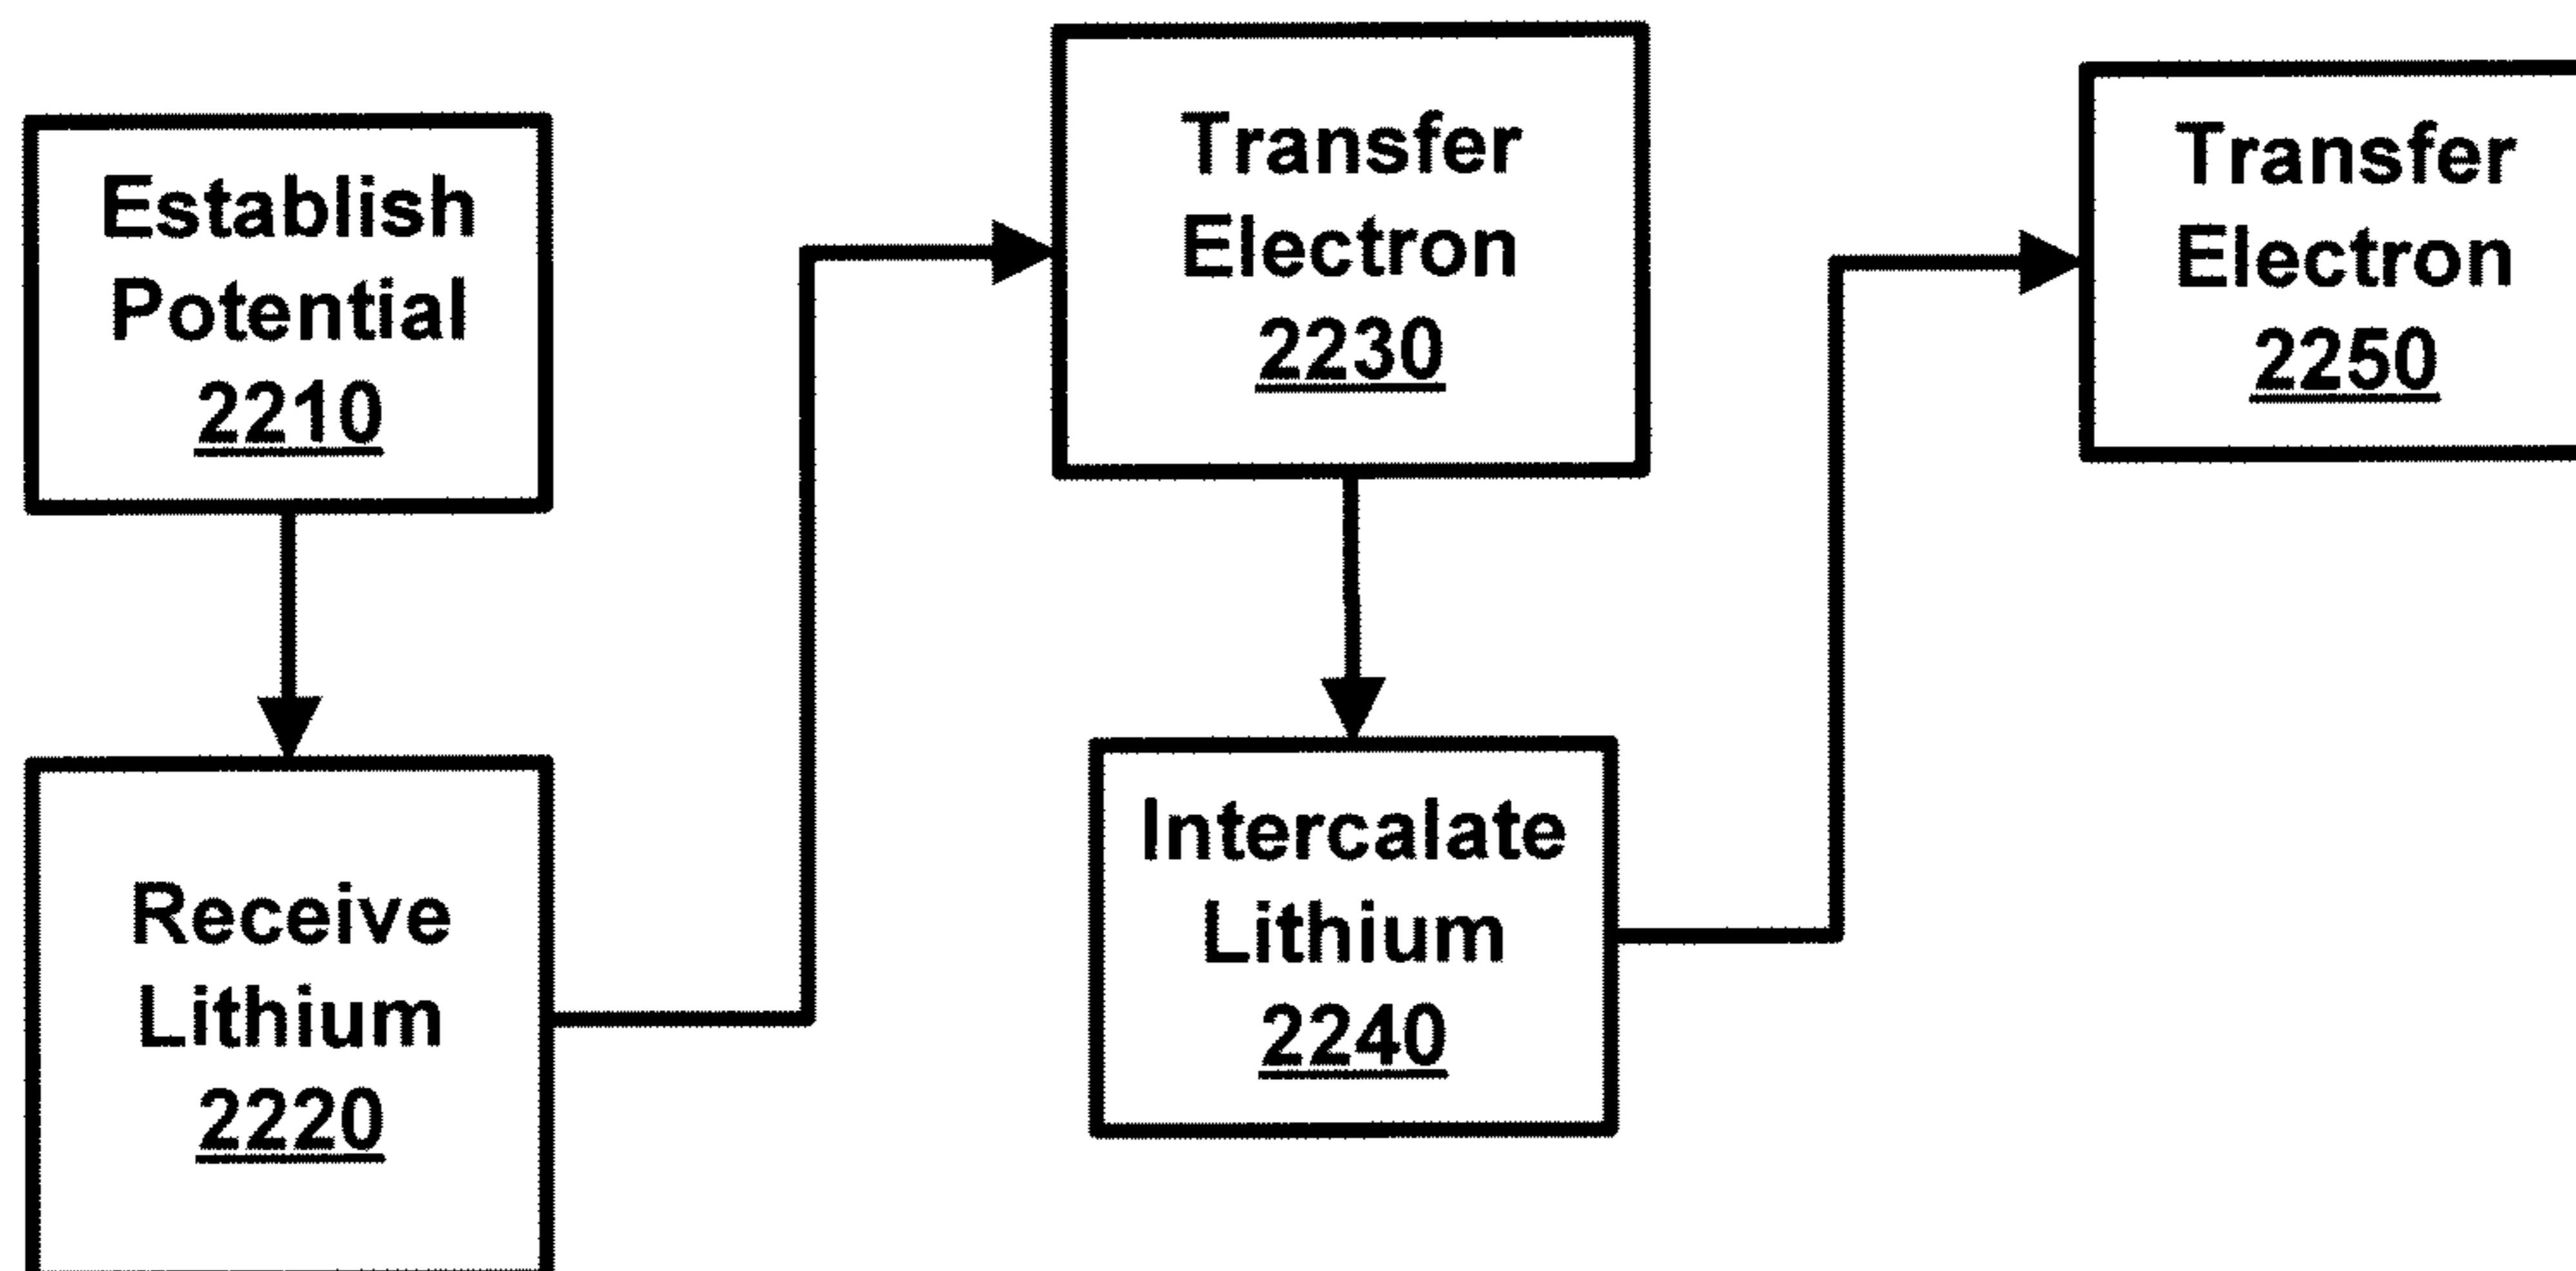 Establish
Potential
2210
Receive
Lithium
2220
Transfer
Electron
2230
Intercalate
Lithium
2240
Transfer
Electron
2250